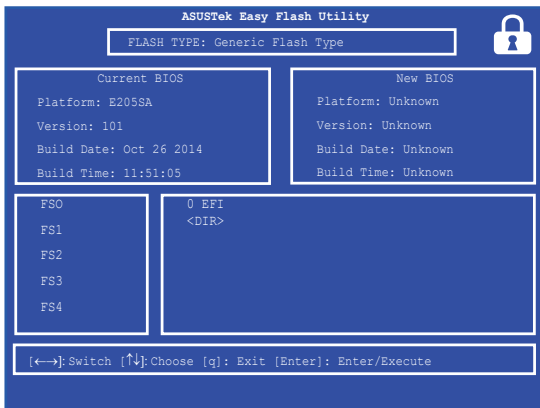 ASUSTek Easy Flash Utility
FLASH TYPE: Generic Flash Type
Current BIOS
Platform: E205SA
Version: 101
Build Date: Oct 26 2014
Build Time: 11:51:05
New BIOS
Platform: Unknown
Version: Unknown
Build Date: Unknown
Build Time: Unknown
FSO
FS1
FS2
FS3
FS4
0 EFI
<DIR>
[←→]: Switch [↑↓]: Choose [q]: Exit [Enter]: Enter/Execute